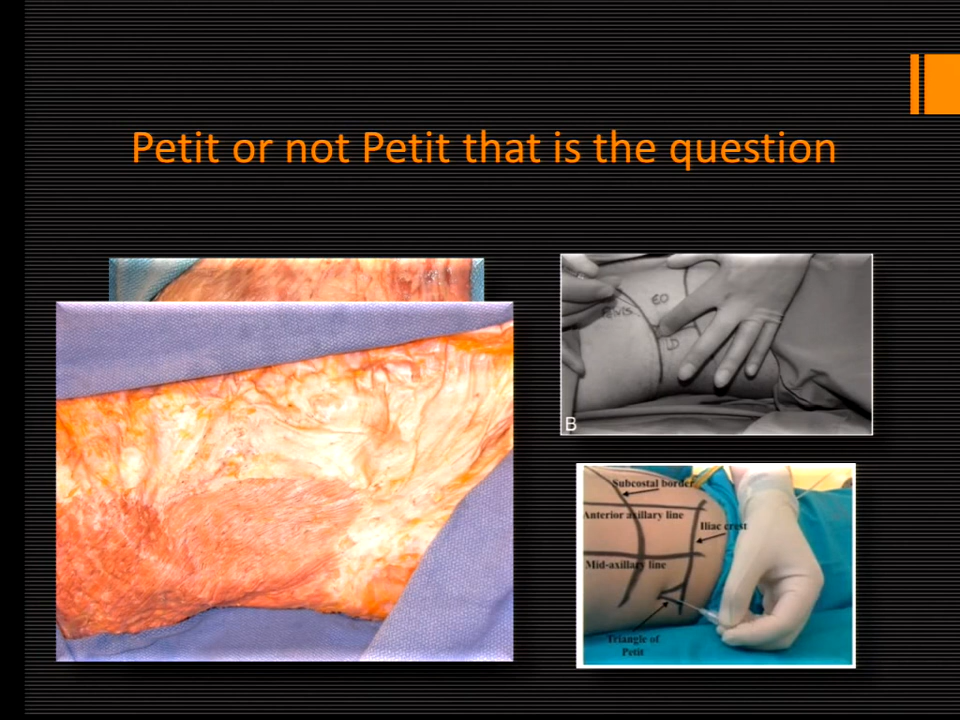 Petit or not Petit that is the question
EO
B
Subcostal border
Anterior axillary line
Iliac crest
Mid-axillary line
Triangle of
Petit